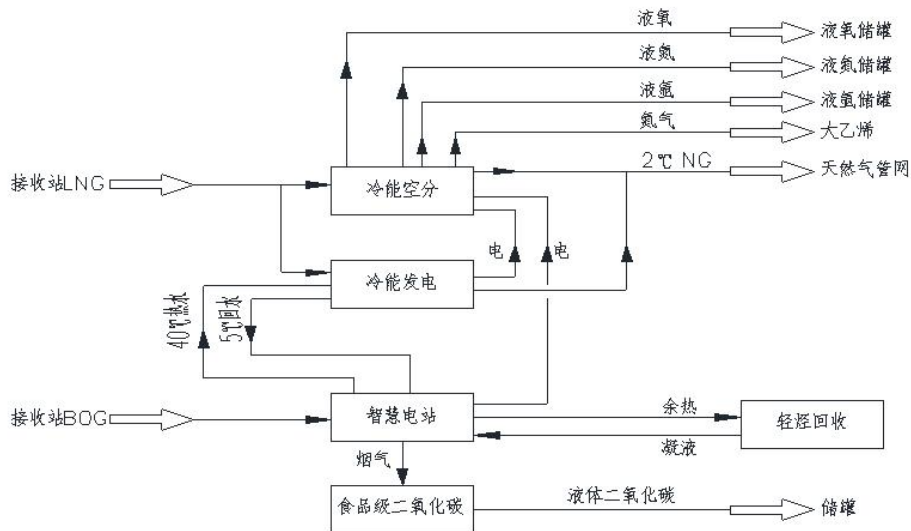 液氧
液氧储罐
液氮
液氮储罐
液氩
液氩储罐
氮气
大乙烯
2℃ NG
天然气管网
接收站LNG
冷能空分
电
电
冷能发电
40℃热水
5℃回水
接收站BOG
智慧电站
余热
轻烃回收
凝液
烟气
食品级二氧化碳
液体二氧化碳
储罐